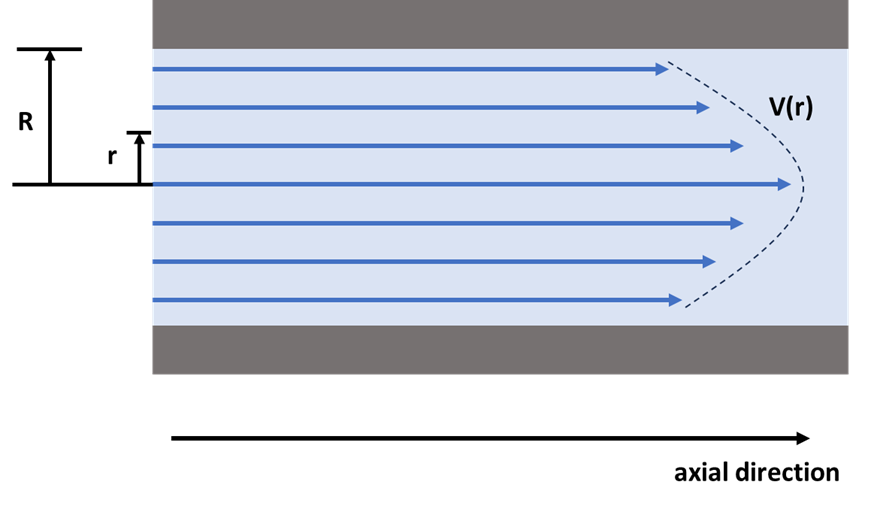 R
r
V(r)
axial direction